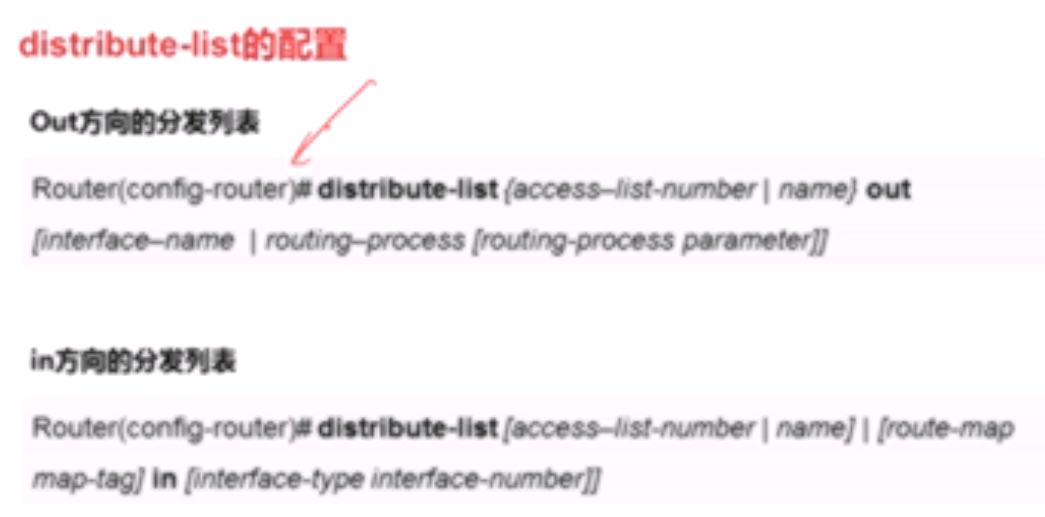 distribute-list的配置
Out方向的分发列表
Router(config-router)# distribute-list {access–list-number | name} out
[interface–name | routing–process [routing-process parameter]]
in方向的分发列表
Router(config-router)# distribute-list [access–list-number | name] | [route-map
map-tag] in [interface-type interface-number]]